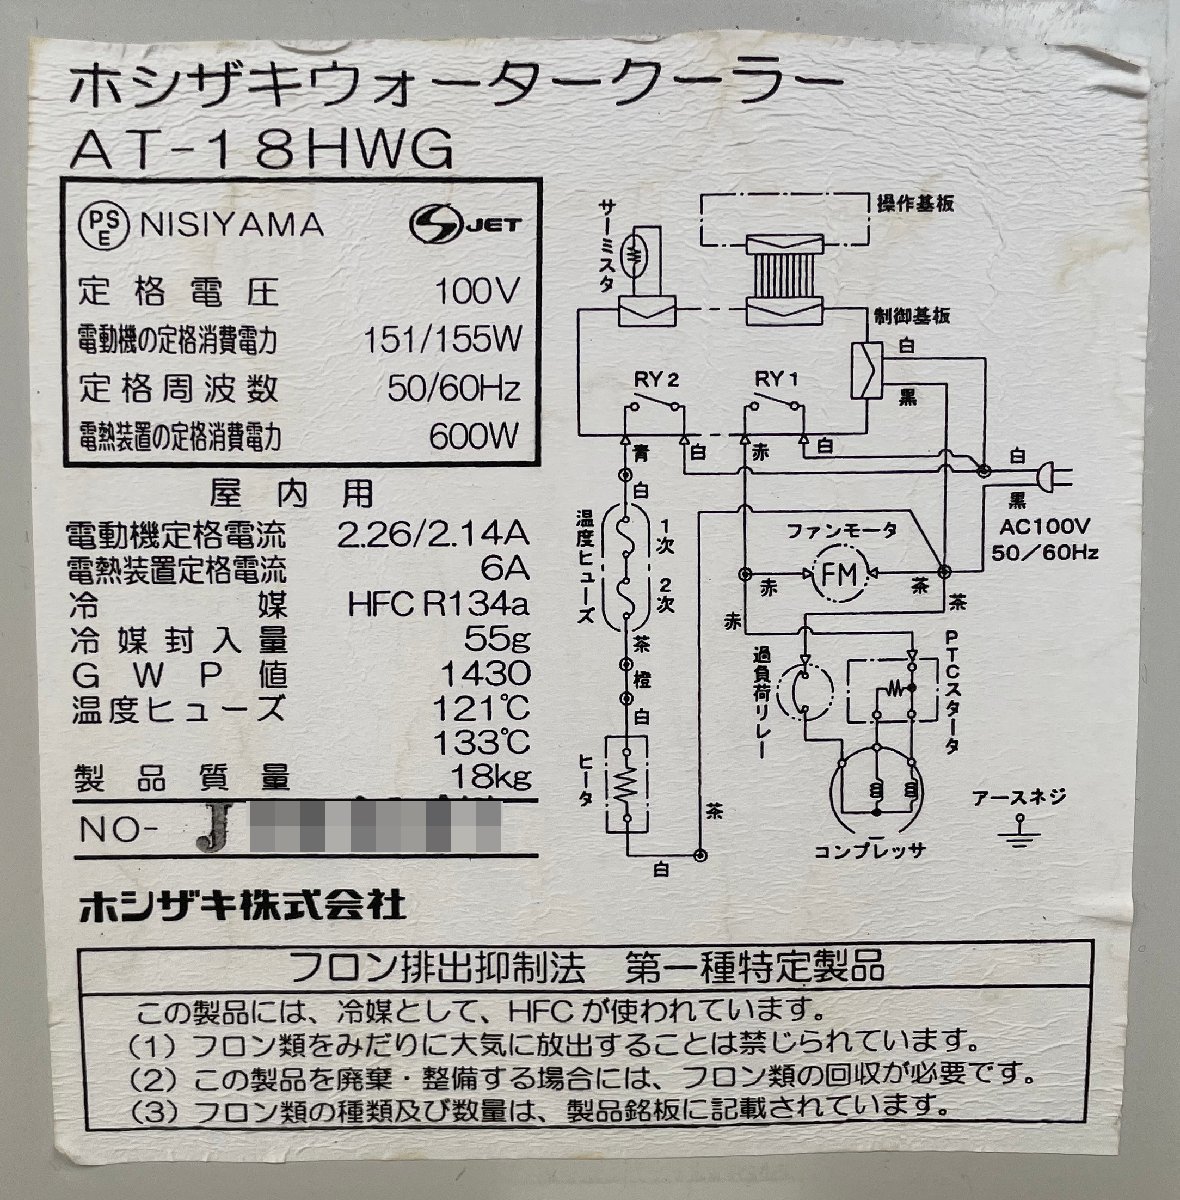 ホシザキウォータークーラー
AT-18HWG
PSE NISIYAMA S JET
定格電圧 100V
電動機の定格消費電力 151/155W
定格周波数 50/60Hz
電熱装置の定格消費電力 600W
屋内用
電動機定格電流 2.26/2.14A
電熱装置定格電流 6A
冷媒 HFC R134a
冷媒封入量 55g
GWP値 1430
温度ヒューズ 121℃
133℃
製品質量 18kg
NO- J
ホシザキ株式会社
サーミスタ
操作基板
制御基板
白
黒
RY2
RY1
青
白
赤
白
白
黒
AC100V
50/60Hz
白
温度ヒューズ
1次
2次
ファンモータ
FM
赤
茶
茶
赤
茶
橙
白
過負荷リレー
PTCスタータ
ヒータ
茶
白
コンプレッサ
アースネジ
フロン排出抑制法 第一種特定製品
この製品には、冷媒として、HFCが使われています。
(1)フロン類をみだりに大気に放出することは禁じられています。
(2)この製品を廃棄・整備する場合には、フロン類の回収が必要です。
(3)フロン類の種類及び数量は、製品銘板に記載されています。